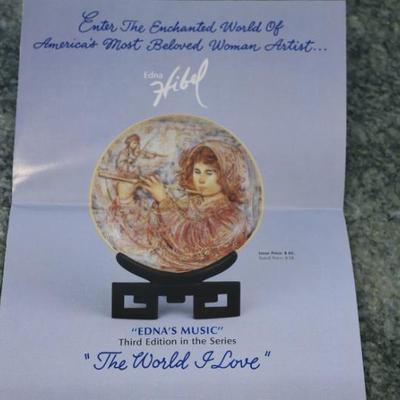 Enter The Enchanted World Of
America's Most Beloved Woman Artist...
Edna
Hibel
"EDNA'S MUSIC"
Third Edition in the Series
"The World I Love"